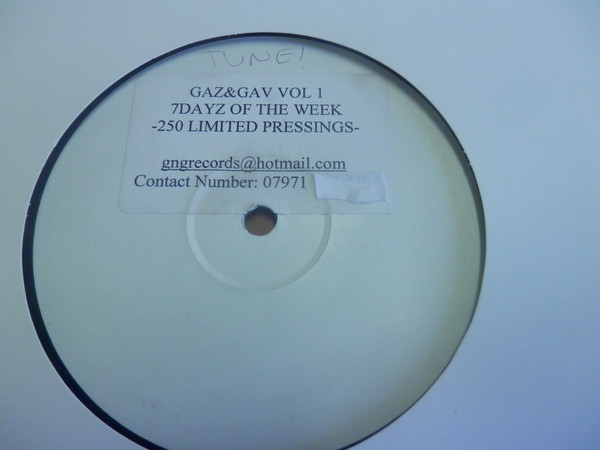 TUNE!
GAZ&GAV VOL 1
7DAYZ OF THE WEEK
-250 LIMITED PRESSINGS-
gngrecords@hotmail.com
Contact Number: 07971